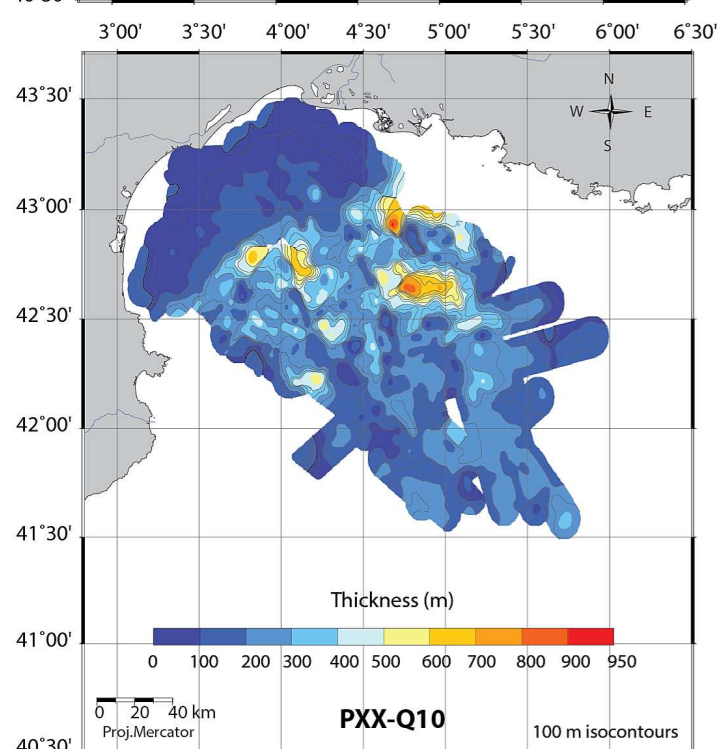 3°00' 3°30' 4°00' 4°30' 5°00' 5°30' 6°00' 6°30'
43°30'
N
W E
S
43°00'
42°30'
42°00'
41°30'
Thickness (m)
41°00'
0 100 200 300 400 500 600 700 800 900 950
0 20 40 km
Proj.Mercator
PXX-Q10
100 m isocontours
40°30'